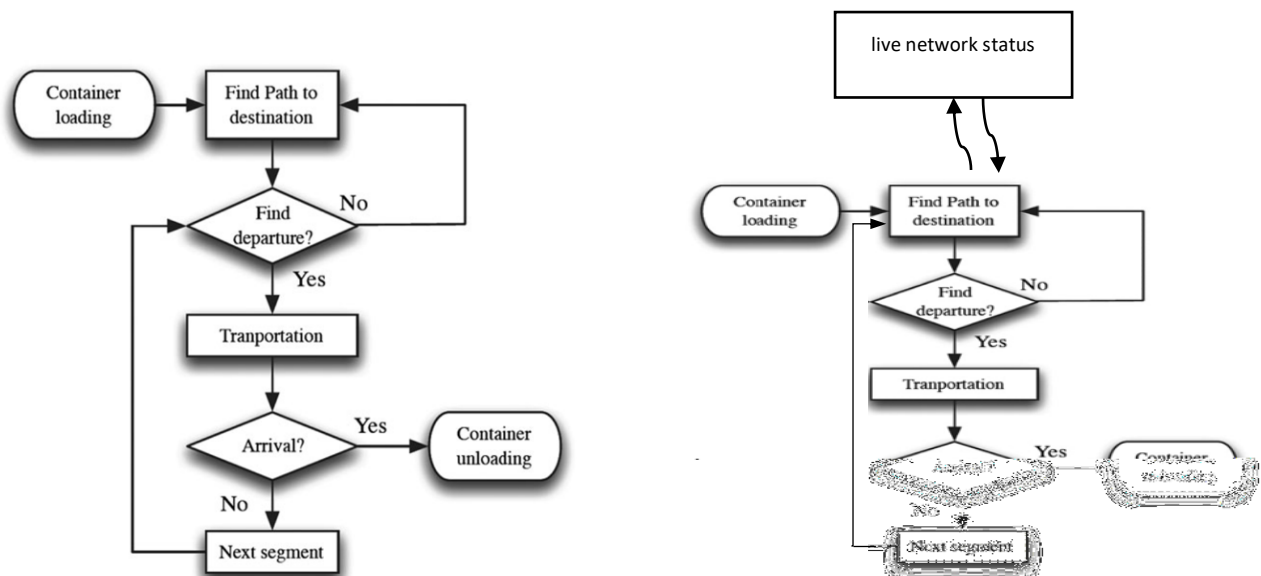 Container
loading
Find Path to
destination
Find
departure?
No
Yes
Tranportation
Arrival?
Yes
Container
unloading
No
Next segment
live network status
Container
loading
Find Path to
destination
Find
departure?
No
Yes
Tranportation
Yes
Container
No
Next segment